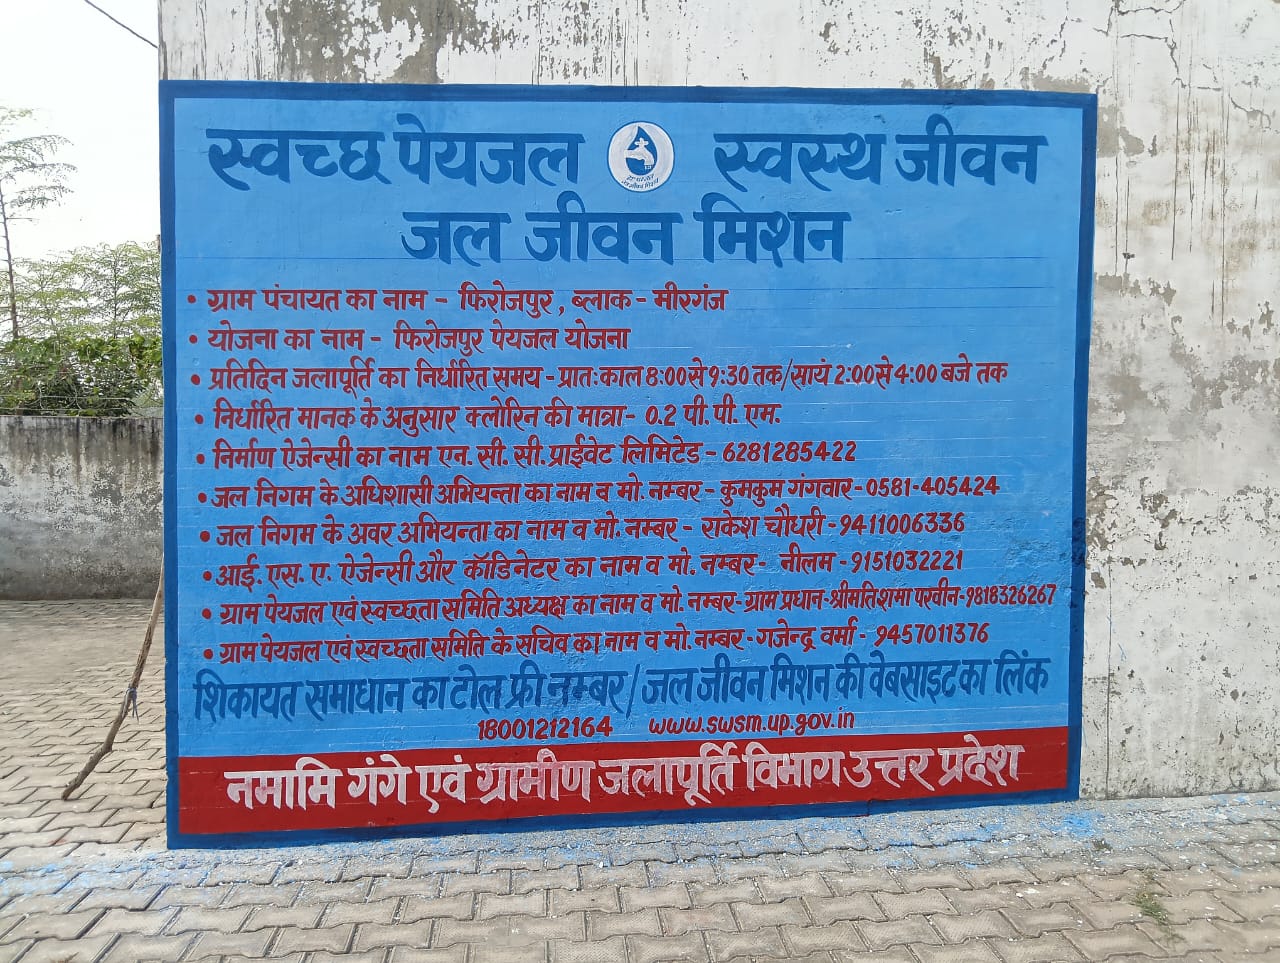 स्वच्छ पेयजल स्वस्थ जीवन
जल जीवन मिशन
• ग्राम पंचायत का नाम - फिरोजपुर, ब्लाक - मीरगंज
• योजना का नाम - फिरोजपुर पेयजल योजना
• प्रतिदिन जलापूर्ति का निर्धारित समय - प्रातःकाल 8:00 से 9:30 तक/सायं 2:00 से 4:00 बजे तक
• निर्धारित मानक के अनुसार क्लोरिन की मात्रा - 0.2 पी. पी. एम.
• निर्माण ऐजेन्सी का नाम एन. सी. सी. प्राईवेट लिमिटेड - 6281285422
• जल निगम के अधिशासी अभियन्ता का नाम व मो. नम्बर - कुमकुम गंगवार - 0581-405424
• जल निगम के अवर अभियन्ता का नाम व मो. नम्बर - राकेश चौधरी - 9411006336
• आई. एस. ए. ऐजेन्सी और कॉडिनेटर का नाम व मो. नम्बर - नीलम - 9151032221
• ग्राम पेयजल एवं स्वच्छता समिति अध्यक्ष का नाम व मो. नम्बर - ग्राम प्रधान - श्रीमति शमा परवीन - 9818326267
• ग्राम पेयजल एवं स्वच्छता समिति के सचिव का नाम व मो. नम्बर - गजेन्द्र वर्मा - 9457011376
शिकायत समाधान का टोल फ्री नम्बर/जल जीवन मिशन की वेबसाइट का लिंक
18001212164 www.swsm.up.gov.in
नमामि गंगे एवं ग्रामीण जलापूर्ति विभाग उत्तर प्रदेश